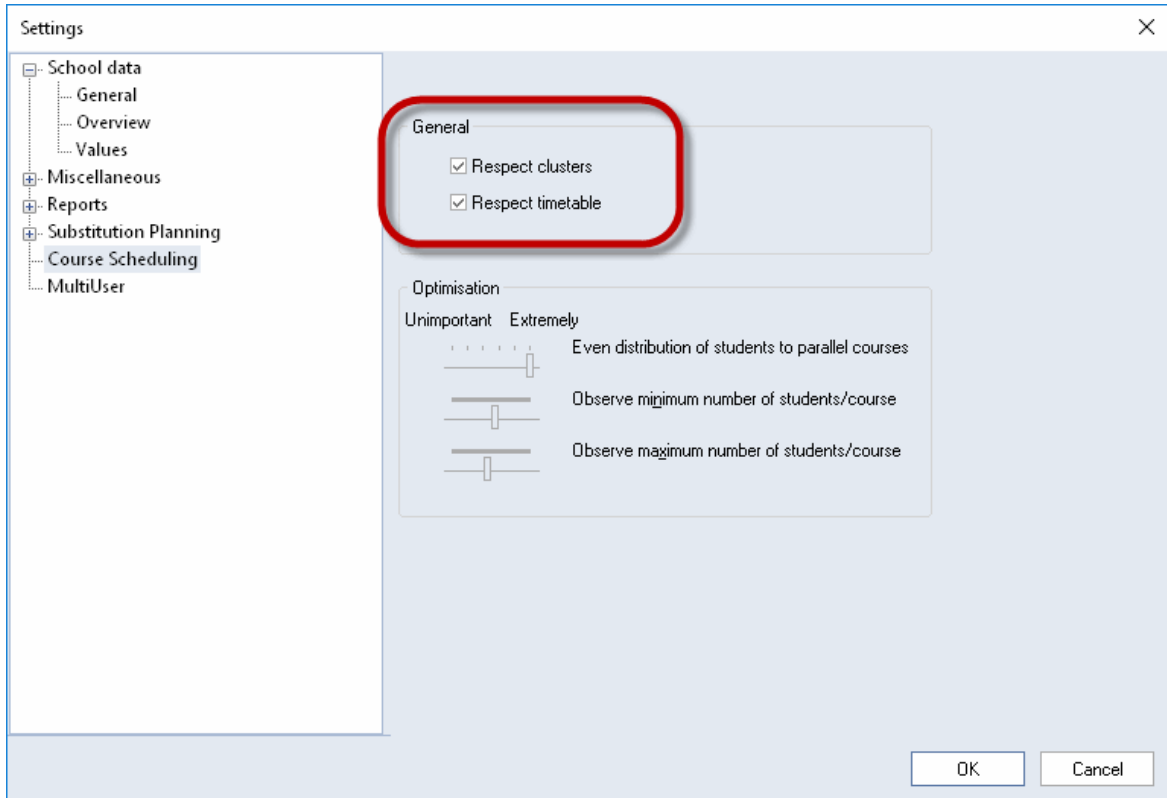 Settings
School data
General
Overview
Values
Miscellaneous
Reports
Substitution Planning
Course Scheduling
MultiUser
General
Respect clusters
Respect timetable
Optimisation
Unimportant Extremely
Even distribution of students to parallel courses
Observe minimum number of students/course
Observe maximum number of students/course
OK Cancel